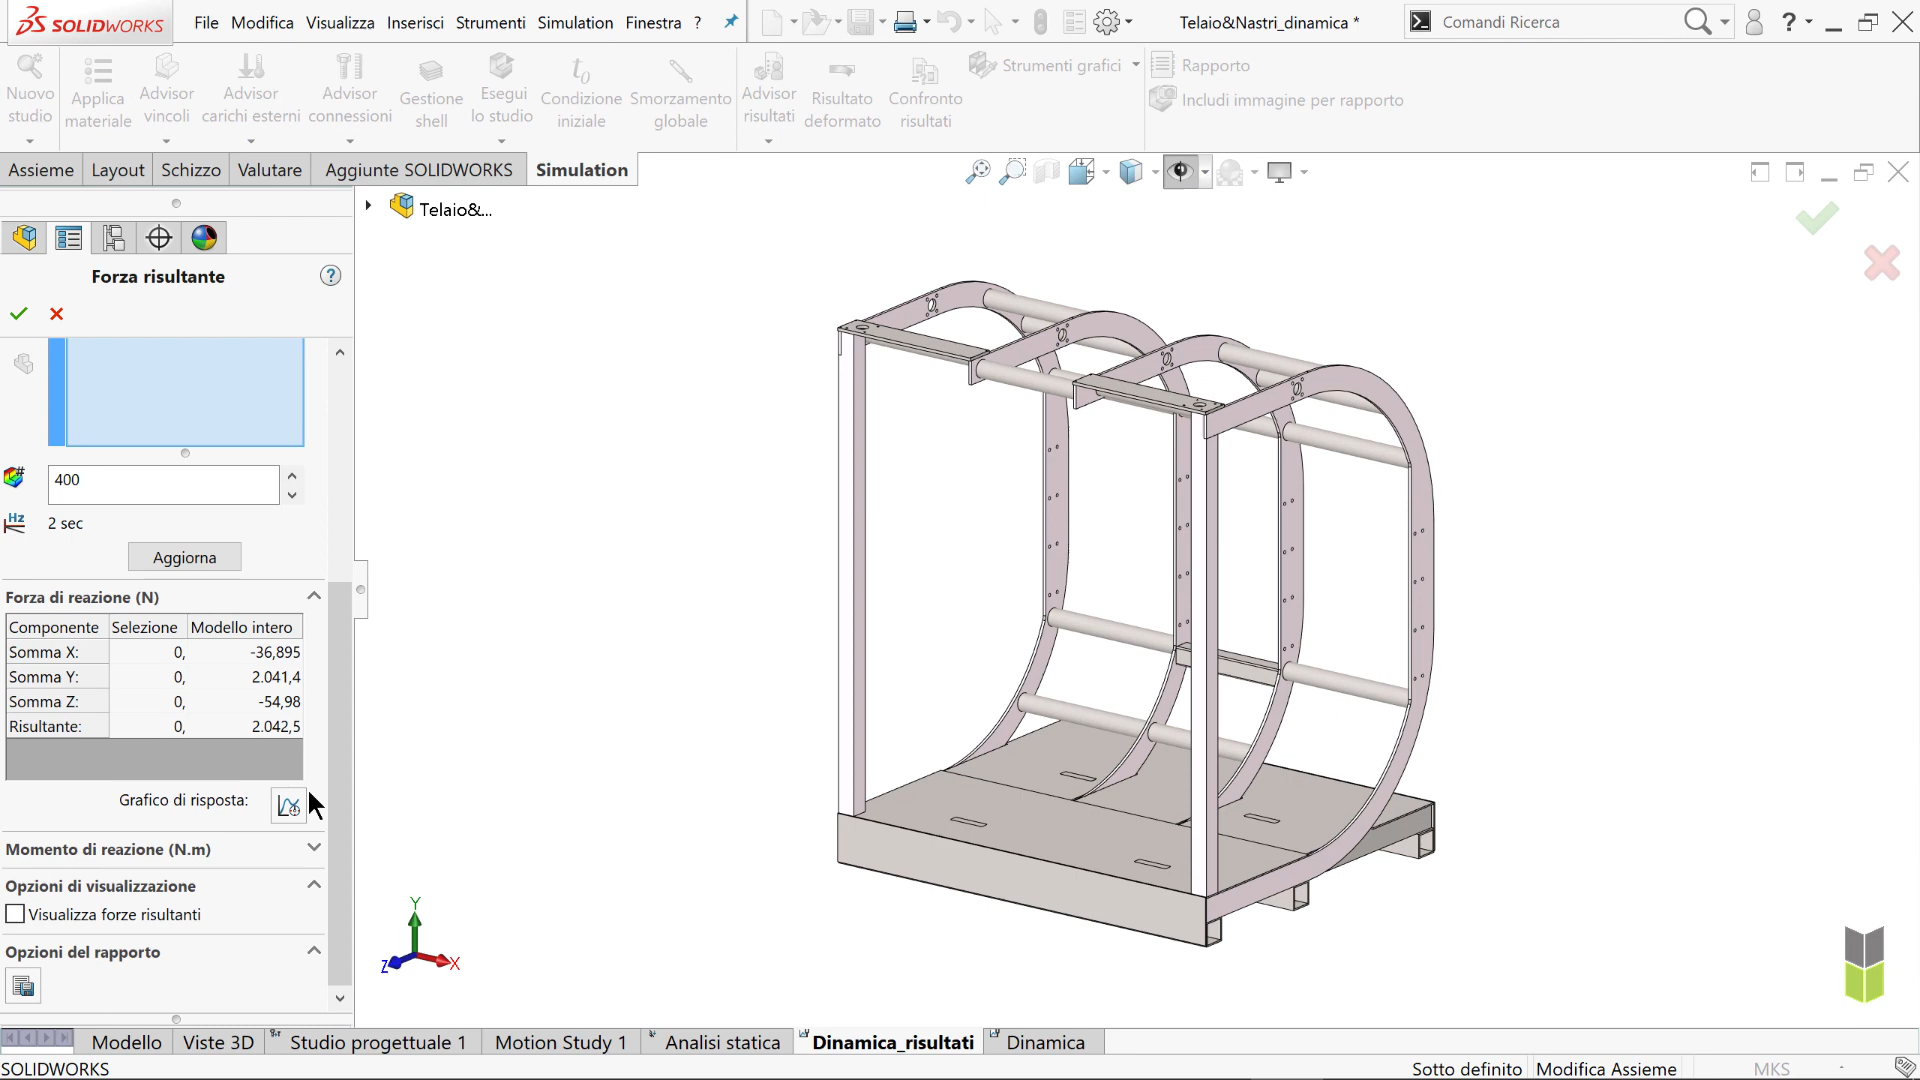 SOLIDWORKS File Modifica Visualizza Inserisci Strumenti Simulation Finestra ? Telaio&Nastri_dinamica * Comandi Ricerca ?
Nuovo studio
Applica materiale
Advisor vincoli
Advisor carichi esterni
Advisor connessioni
Gestione shell
Esegui lo studio
Condizione iniziale
Smorzamento globale
Advisor risultati
Risultato deformato
Confronto risultati
Strumenti grafici
Rapporto
Includi immagine per rapporto
Assieme Layout Schizzo Valutare Aggiunte SOLIDWORKS Simulation
Telaio&...
Forza risultante
400
Hz 2 sec
Aggiorna
Forza di reazione (N)
Componente Selezione Modello intero
Somma X: 0, -36,895
Somma Y: 0, 2.041,4
Somma Z: 0, -54,98
Risultante: 0, 2.042,5
Grafico di risposta:
Momento di reazione (N.m)
Opzioni di visualizzazione
Visualizza forze risultanti
Opzioni del rapporto
Y
Z X
Modello Viste 3D Studio progettuale 1 Motion Study 1 Analisi statica Dinamica_risultati Dinamica
SOLIDWORKS Sotto definito Modifica Assieme MKS -